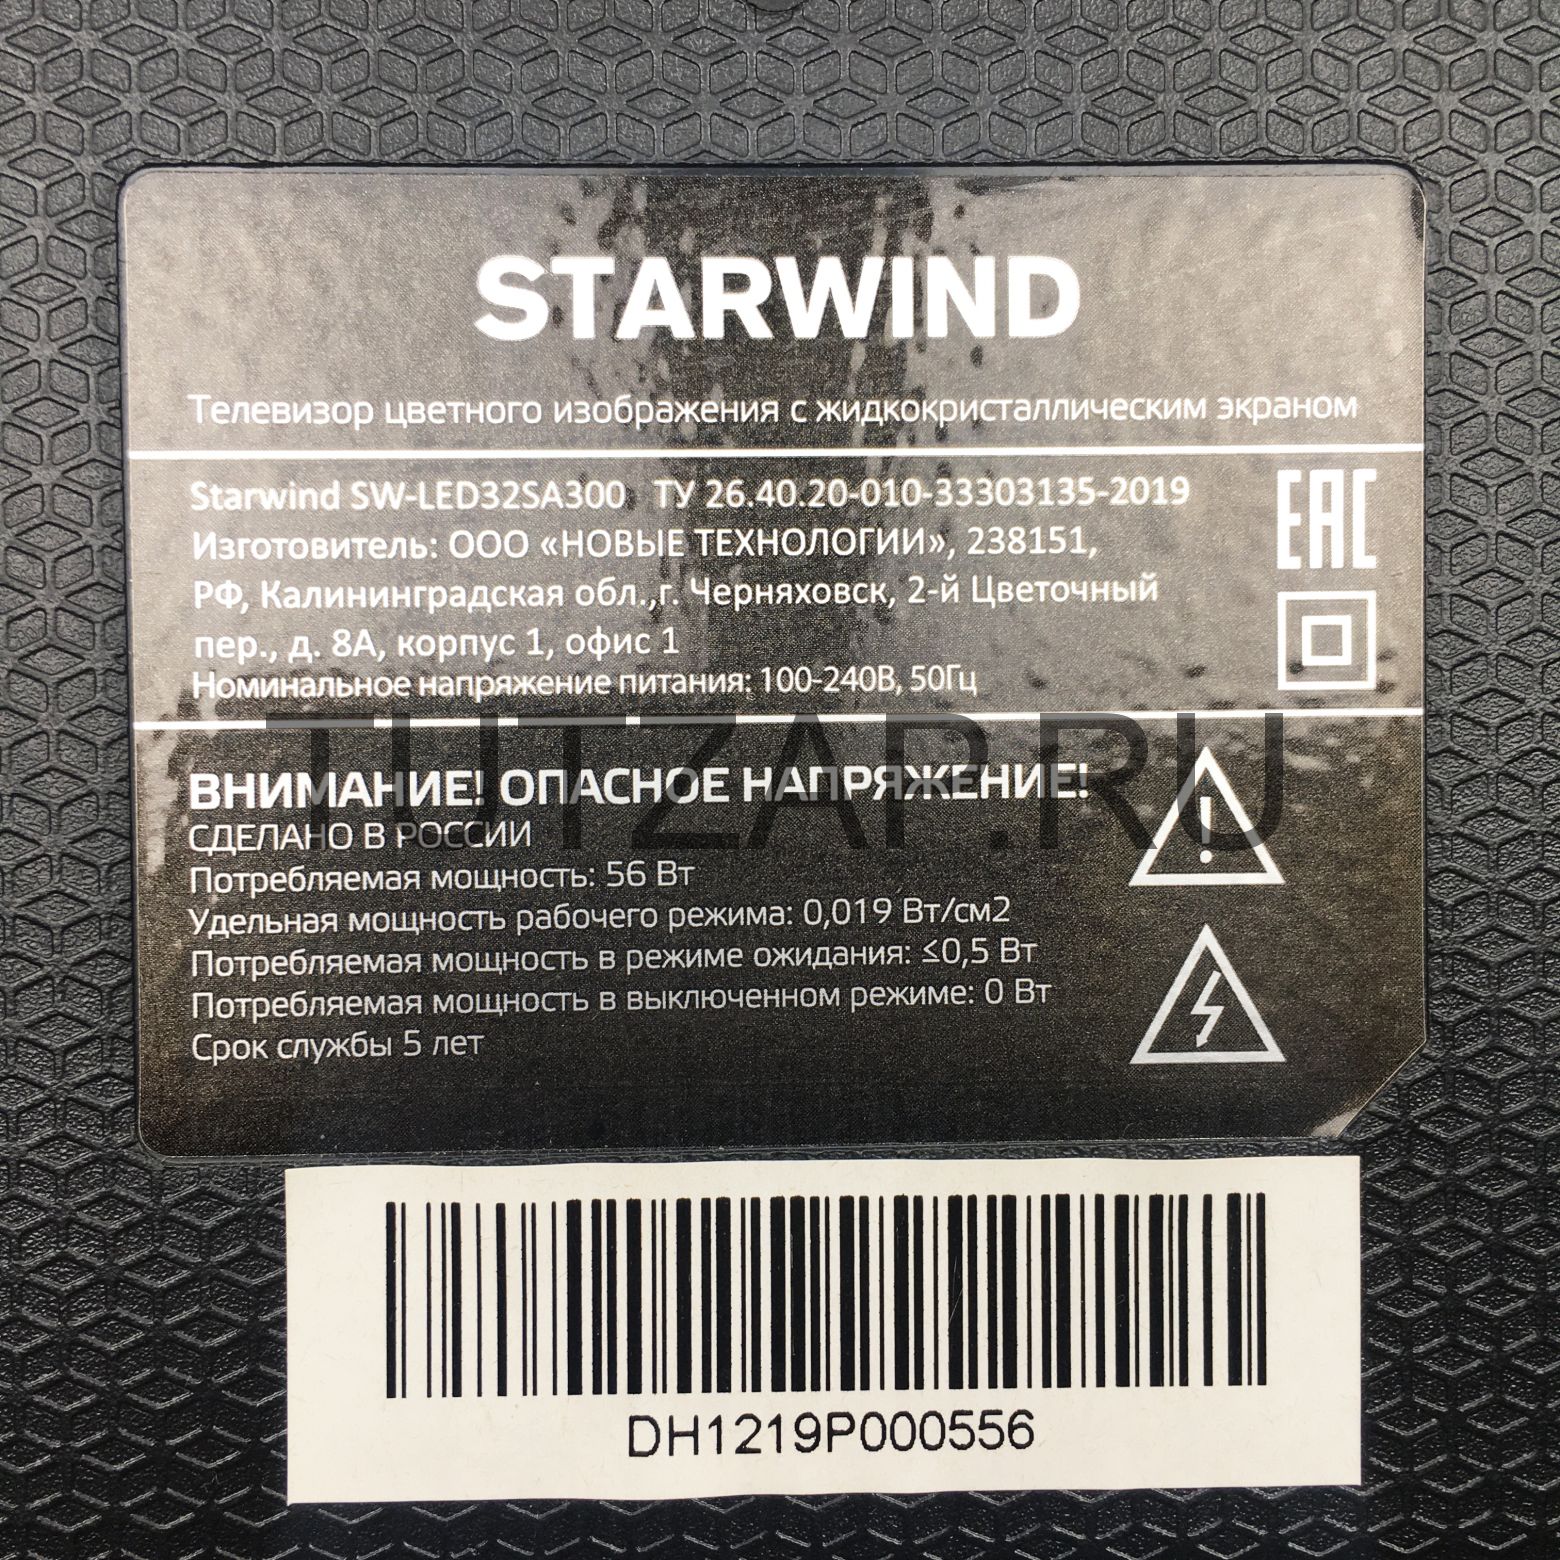 STARWIND
Телевизор цветного изображения с жидкокристаллическим экраном
Starwind SW-LED32SA300 ТУ 26.40.20-010-33303135-2019
Изготовитель: ООО «НОВЫЕ ТЕХНОЛОГИИ», 238151,
РФ, Калининградская обл.,г. Черняховск, 2-й Цветочный
пер., д. 8А, корпус 1, офис 1
Номинальное напряжение питания: 100-240В, 50Гц
EAC
TUTZAP.RU
ВНИМАНИЕ! ОПАСНОЕ НАПРЯЖЕНИЕ!
СДЕЛАНО В РОССИИ
Потребляемая мощность: 56 Вт
Удельная мощность рабочего режима: 0,019 Вт/см2
Потребляемая мощность в режиме ожидания: ≤0,5 Вт
Потребляемая мощность в выключенном режиме: 0 Вт
Срок службы 5 лет
DH1219P000556